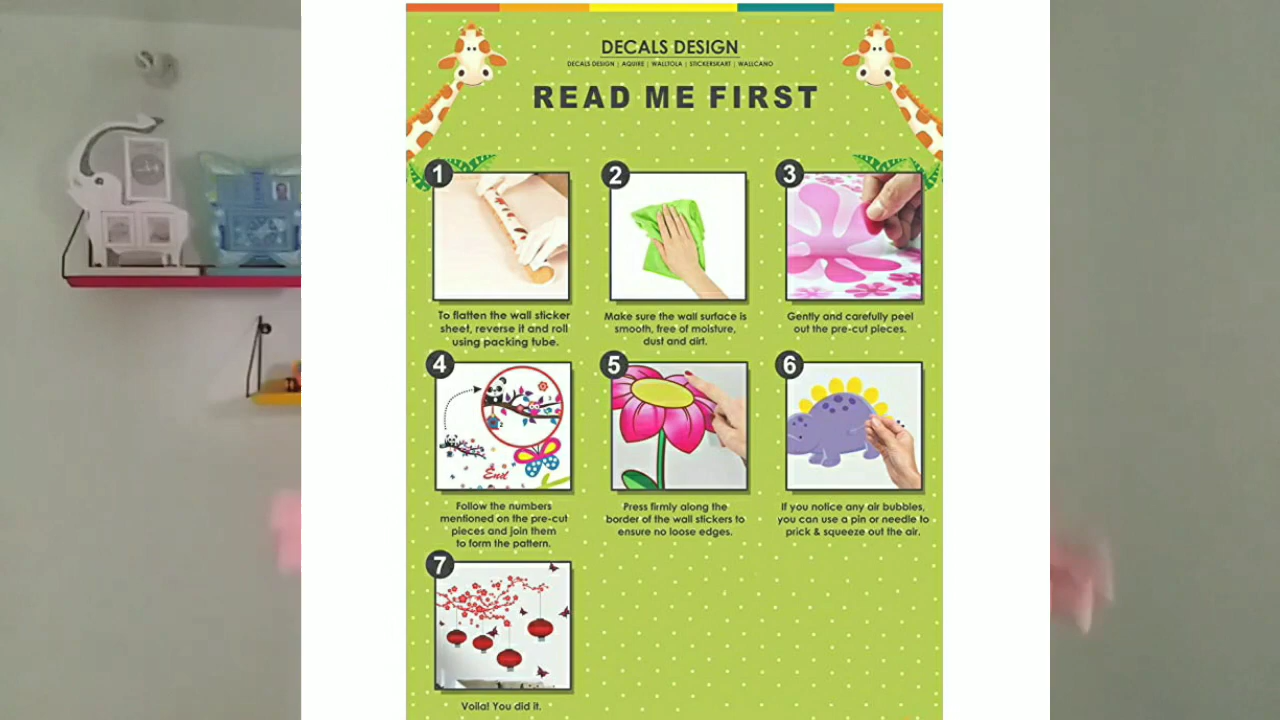 DECALS DESIGN
DECALS DESIGN | AQUIRE | WALLTOLA | STICKERSKART | WALLCANO
READ ME FIRST
1
To flatten the wall sticker
sheet, reverse it and roll
using packing tube.
2
Make sure the wall surface is
smooth, free of moisture,
dust and dirt.
3
Gently and carefully peel
out the pre-cut pieces.
4
End
Follow the numbers
mentioned on the pre-cut
pieces and join them
to form the pattern.
5
Press firmly along the
border of the wall stickers to
ensure no loose edges.
6
If you notice any air bubbles,
you can use a pin or needle to
prick & squeeze out the air.
7
Voila! You did it.